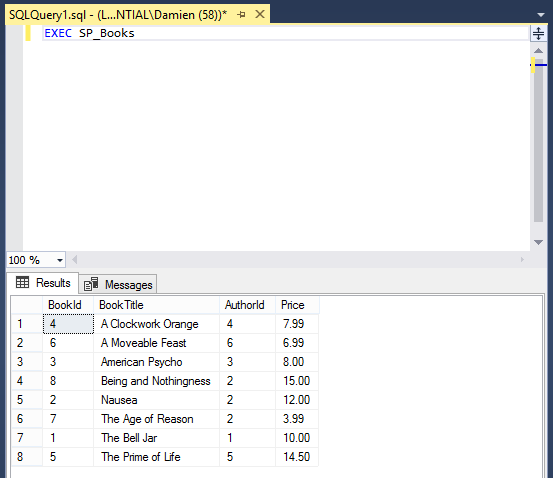 SQLQuery1.sql - (L...NTIAL\Damien (58))*
EXEC SP_Books
100 %
Results Messages
BookId BookTitle AuthorId Price
1 4 A Clockwork Orange 4 7.99
2 6 A Moveable Feast 6 6.99
3 3 American Psycho 3 8.00
4 8 Being and Nothingness 2 15.00
5 2 Nausea 2 12.00
6 7 The Age of Reason 2 3.99
7 1 The Bell Jar 1 10.00
8 5 The Prime of Life 5 14.50